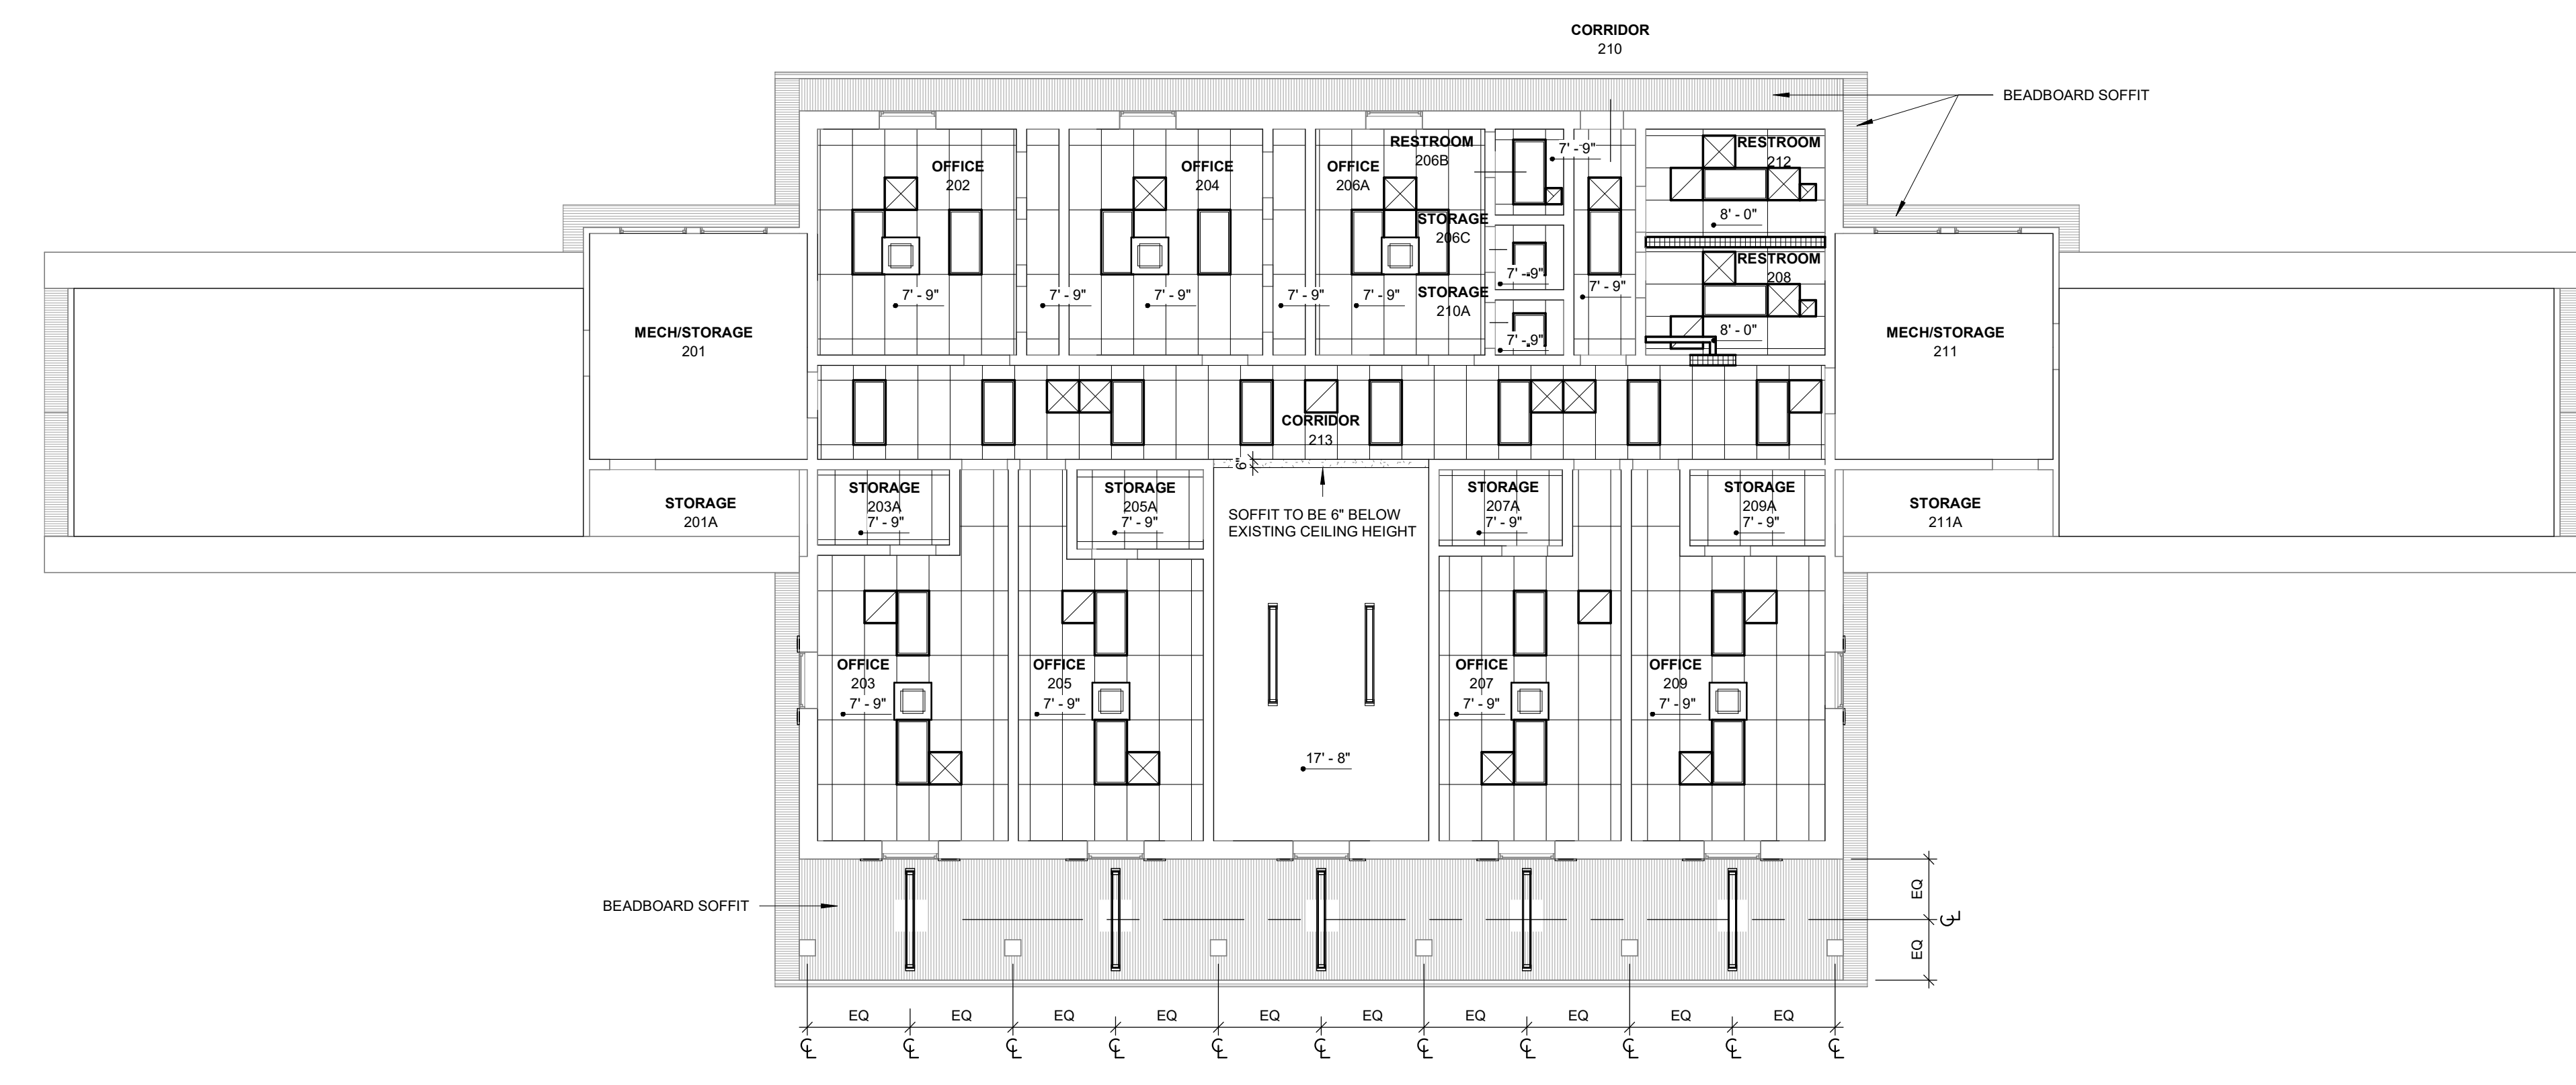 CORRIDOR
210
BEADBOARD SOFFIT
RESTROOM
206B
7' - 9"
RESTROOM
212
OFFICE
202
OFFICE
204
OFFICE
206A
8' - 0"
STORAGE
206C
RESTROOM
208
7' - 9"
7' - 9"
7' - 9"
7' - 9"
7' - 9"
7' - 9"
7' - 9"
7' - 9"
STORAGE
210A
8' - 0"
7' - 9"
MECH/STORAGE
201
MECH/STORAGE
211
CORRIDOR
213
6"
STORAGE
201A
STORAGE
203A
7' - 9"
STORAGE
205A
7' - 9"
SOFFIT TO BE 6" BELOW
EXISTING CEILING HEIGHT
STORAGE
207A
7' - 9"
STORAGE
209A
7' - 9"
STORAGE
211A
OFFICE
203
7' - 9"
OFFICE
205
7' - 9"
OFFICE
207
7' - 9"
OFFICE
209
7' - 9"
17' - 8"
BEADBOARD SOFFIT
EQ
EQ
EQ
EQ
EQ
EQ
EQ
EQ
EQ
EQ
EQ
EQ